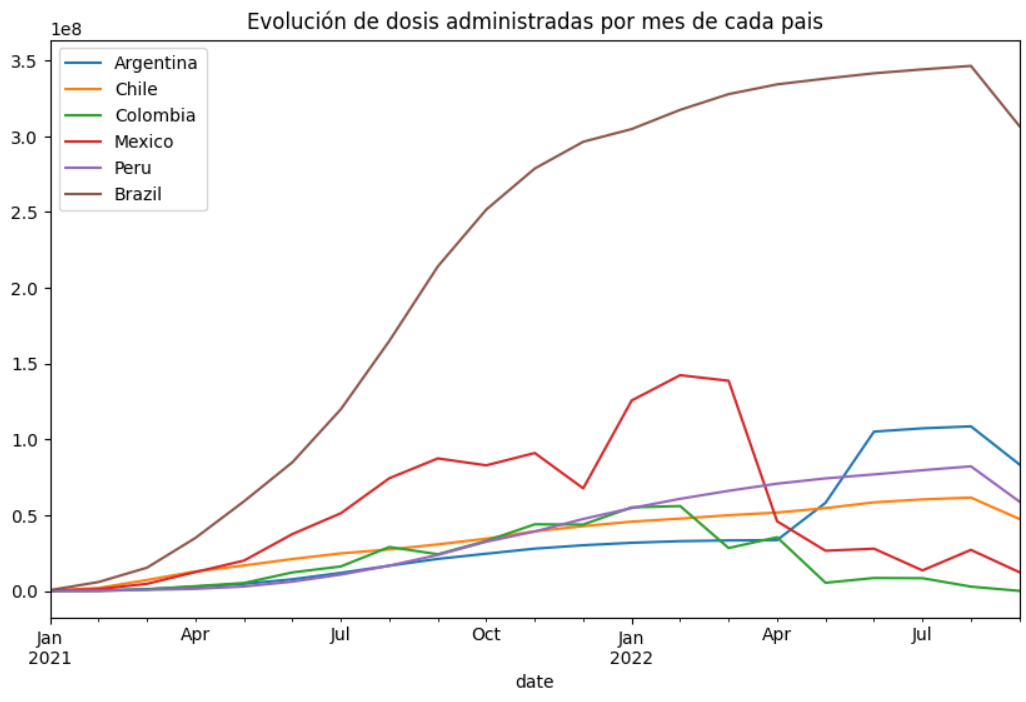 Evolución de dosis administradas por mes de cada pais
1e8
Argentina
Chile
Colombia
Mexico
Peru
Brazil
3.5
3.0
2.5
2.0
1.5
1.0
0.5
0.0
Jan Apr Jul Oct Jan Apr Jul
2021 2022
date